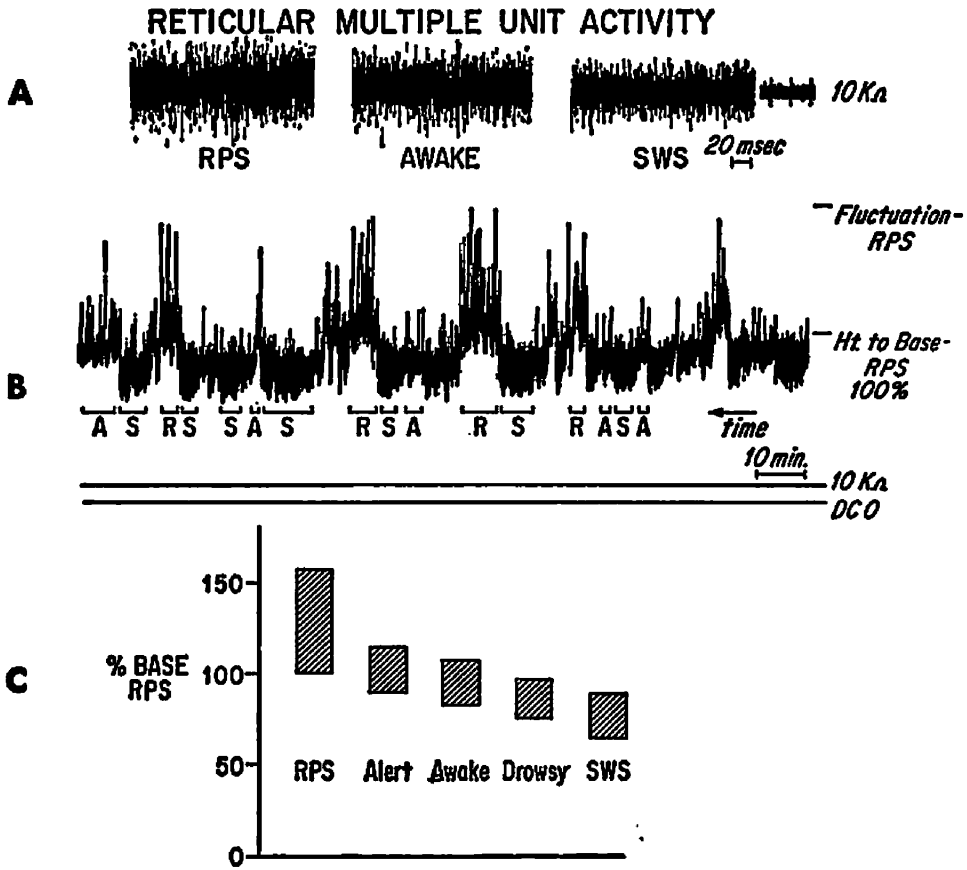 RETICULAR MULTIPLE UNIT ACTIVITY
A
10 KΩ
RPS
AWAKE
SWS
20 msec
Fluctuation-
RPS
Ht. to Base-
RPS
100%
B
A S R S S A S R S A R S R A S A
time
10 min.
10 KΩ
DC O
C
% BASE
RPS
150
100
50
0
RPS Alert Awake Drowsy SWS